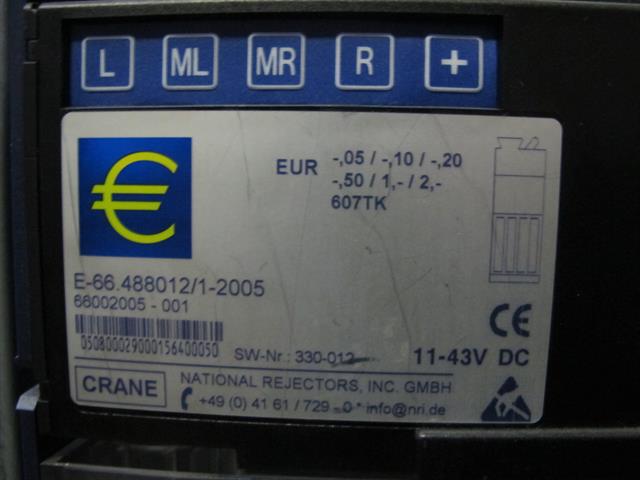 L ML MR R +
€
EUR -,05 / -,10 / -,20
-,50 / 1,- / 2,-
607TK
E-66.488012/1-2005
66002005 - 001
05080002900015640050
SW-Nr.: 330-012
11-43V DC
CE
CRANE
NATIONAL REJECTORS, INC. GMBH
+49 (0) 41 61 / 729 - 0 * info@nri.de